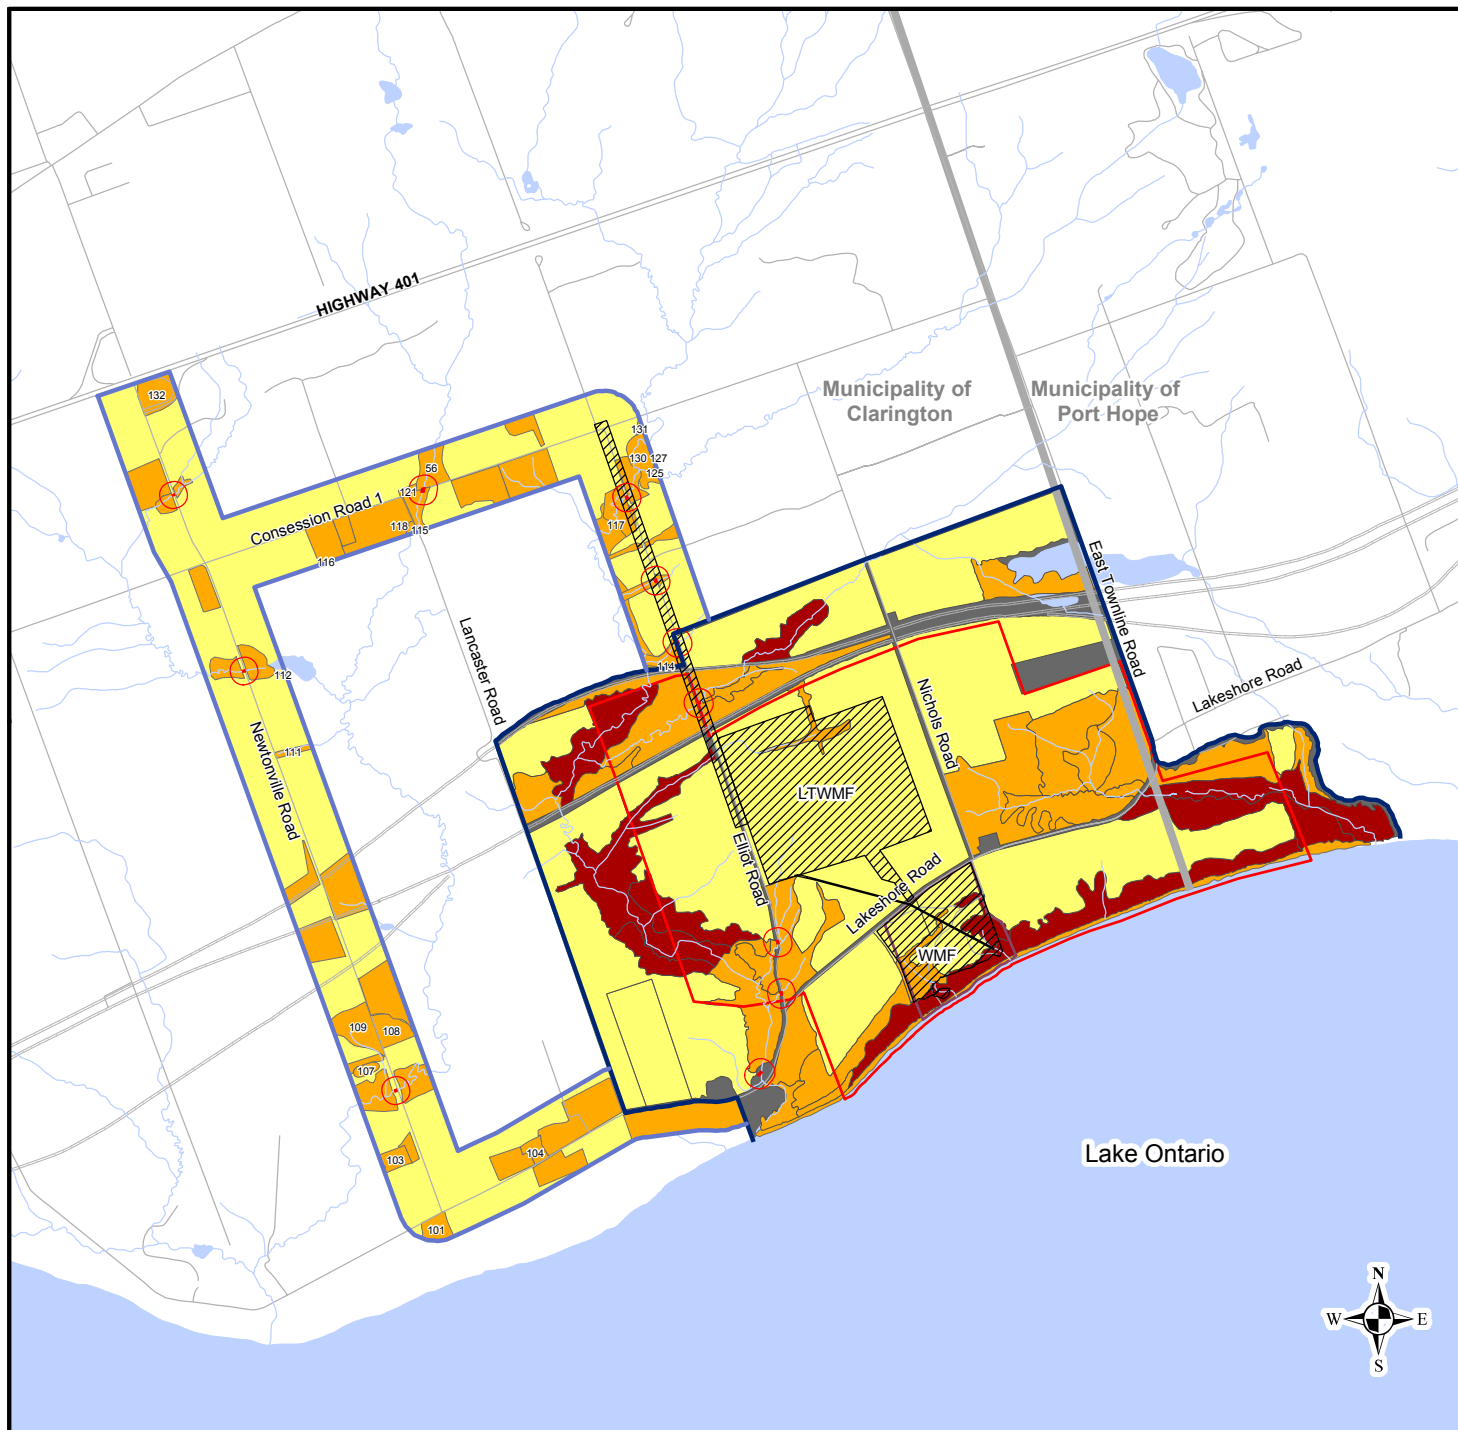 HIGHWAY 401
Municipality of
Clarington
Municipality of
Port Hope
132
131
56
130
127
125
121
Consession Road 1
118
115
117
116
East Townline Road
Lancaster Road
114
112
Nichols Road
Lakeshore Road
111
Newtonville Road
LTWMF
Elliot Road
Lakeshore Road
WMF
109
108
107
103
104
101
Lake Ontario
N
W
E
S